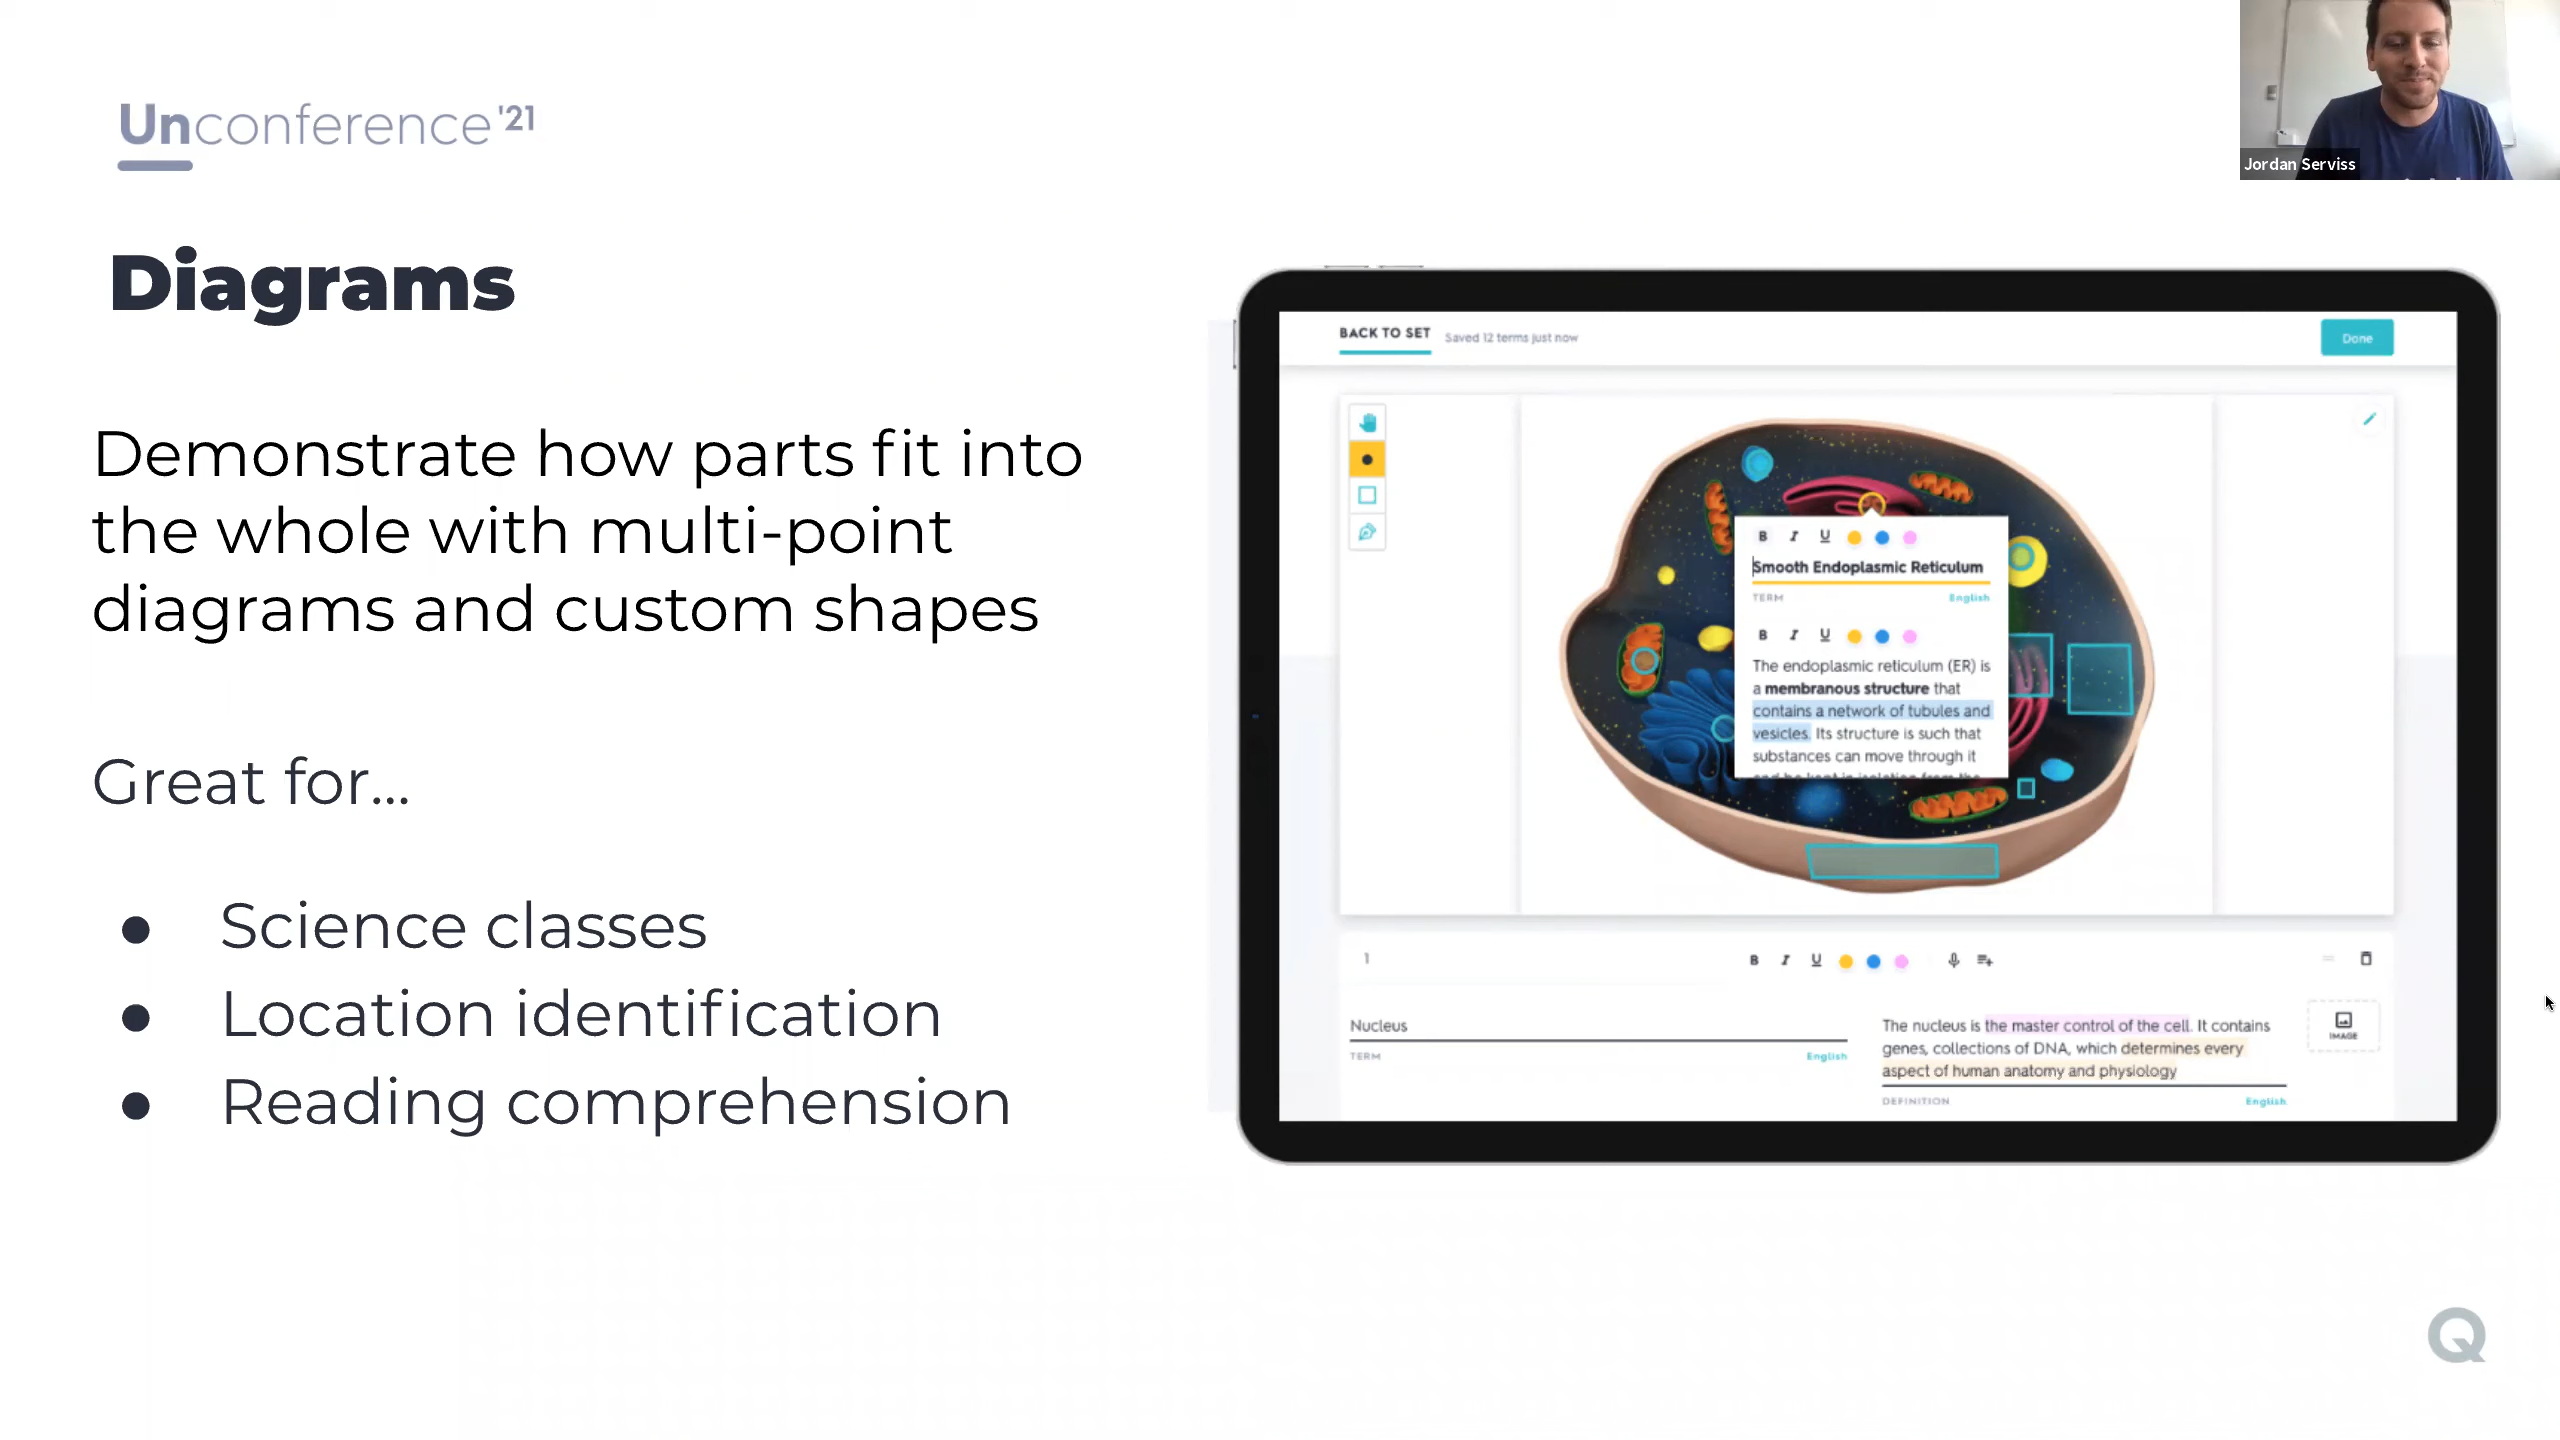 Unconference '21
Jordan Serviss
Diagrams
Demonstrate how parts fit into
the whole with multi-point
diagrams and custom shapes
Great for...
● Science classes
● Location identification
● Reading comprehension
BACK TO SET Saved 12 terms just now Done
B I U
Smooth Endoplasmic Reticulum
TERM English
B I U
The endoplasmic reticulum (ER) is
a membranous structure that
contains a network of tubules and
vesicles. Its structure is such that
substances can move through it
1 B I U
Nucleus
TERM English
The nucleus is the master control of the cell. It contains
genes, collections of DNA, which determines every
aspect of human anatomy and physiology
DEFINITION English
IMAGE
Q